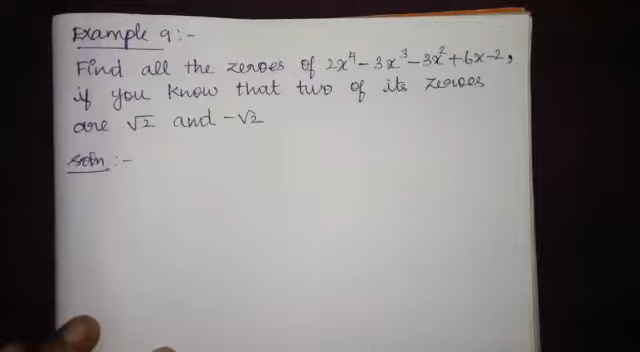 Example 9:-
Find all the zeroes of 2x⁴-3x³-3x²+6x-2,
if you know that two of its zeroes
are √2 and -√2
Soln :-